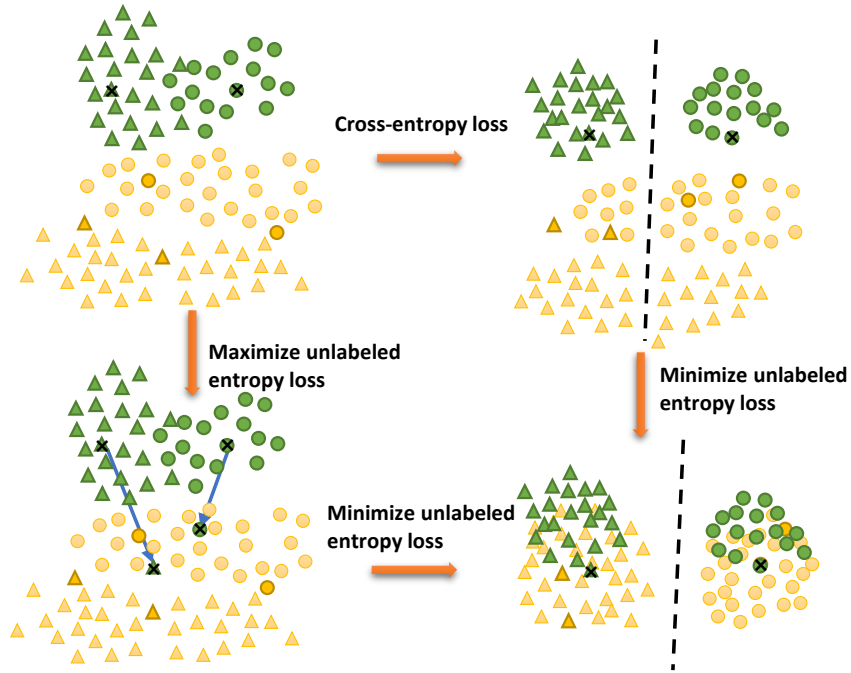 Cross-entropy loss
Maximize unlabeled
entropy loss
Minimize unlabeled
entropy loss
Minimize unlabeled
entropy loss